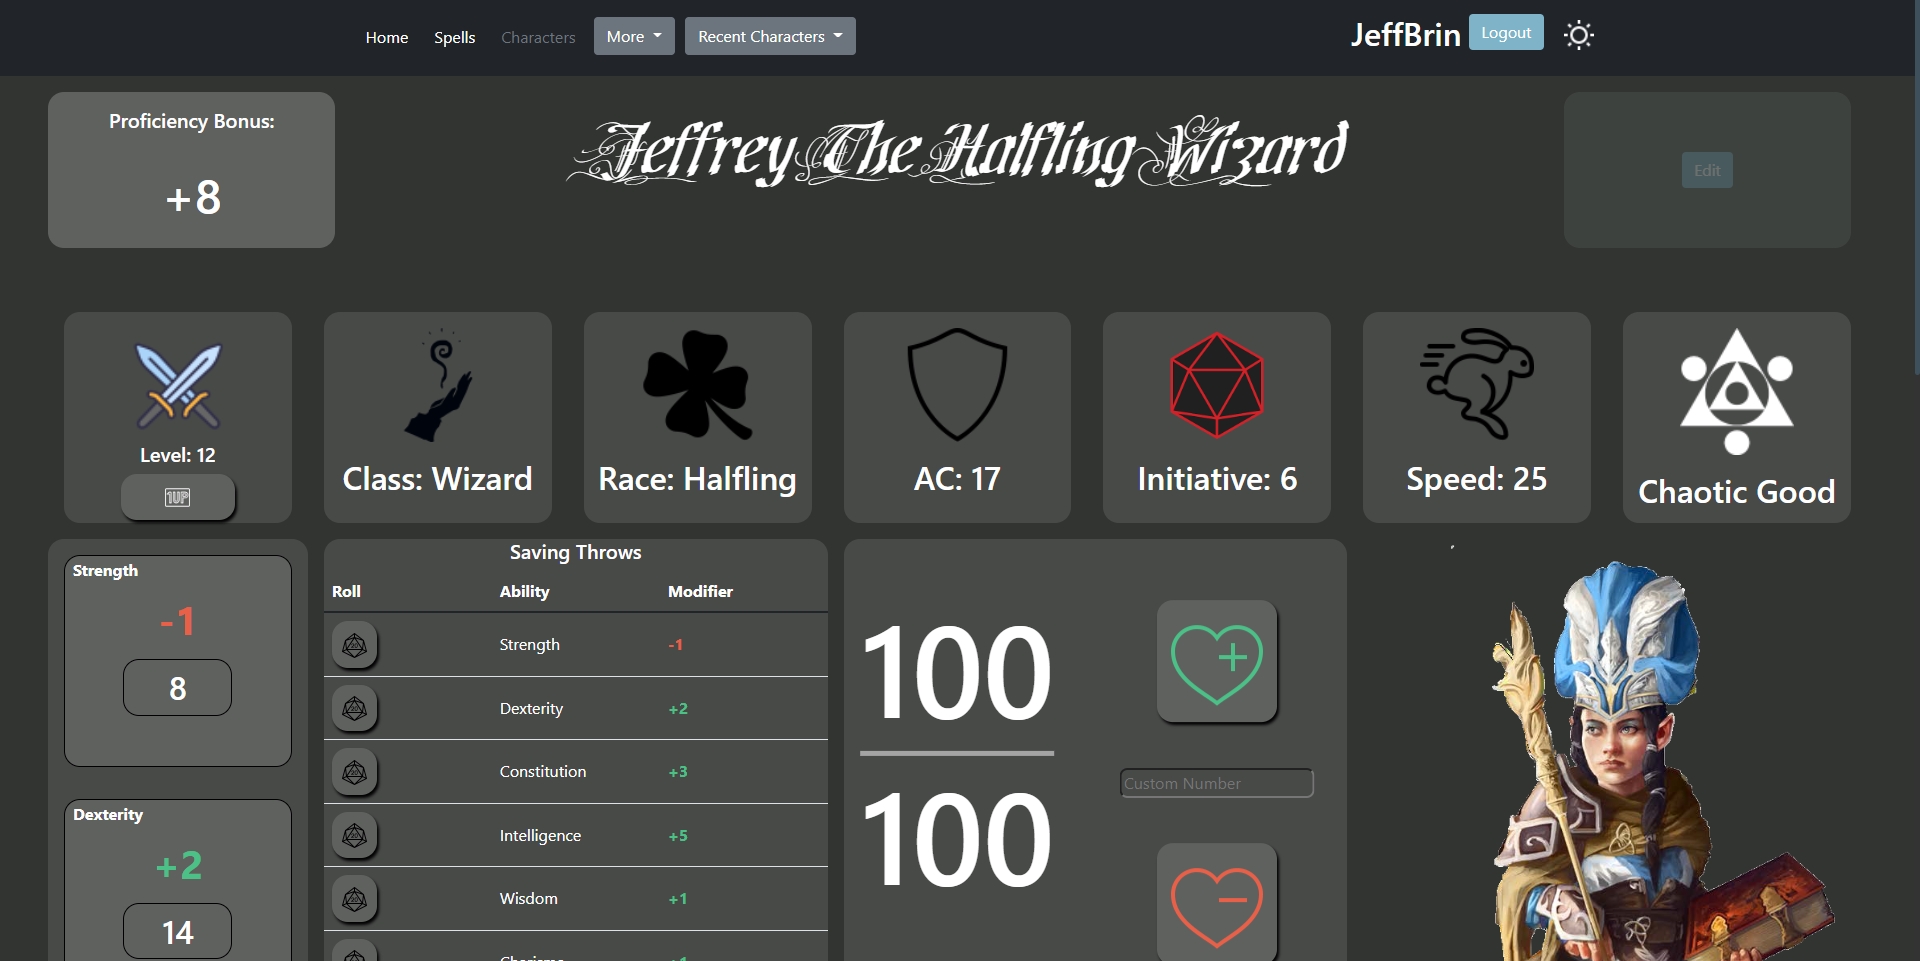 Home Spells Characters More Recent Characters JeffBrin Logout
Proficiency Bonus:
+8
Jeffrey The Halfling Wizard
Edit
Level: 12
1UP
Class: Wizard
Race: Halfling
AC: 17
Initiative: 6
Speed: 25
Chaotic Good
Strength
-1
8
Dexterity
+2
14
Saving Throws
Roll Ability Modifier
Strength -1
Dexterity +2
Constitution +3
Intelligence +5
Wisdom +1
100
100
Custom Number